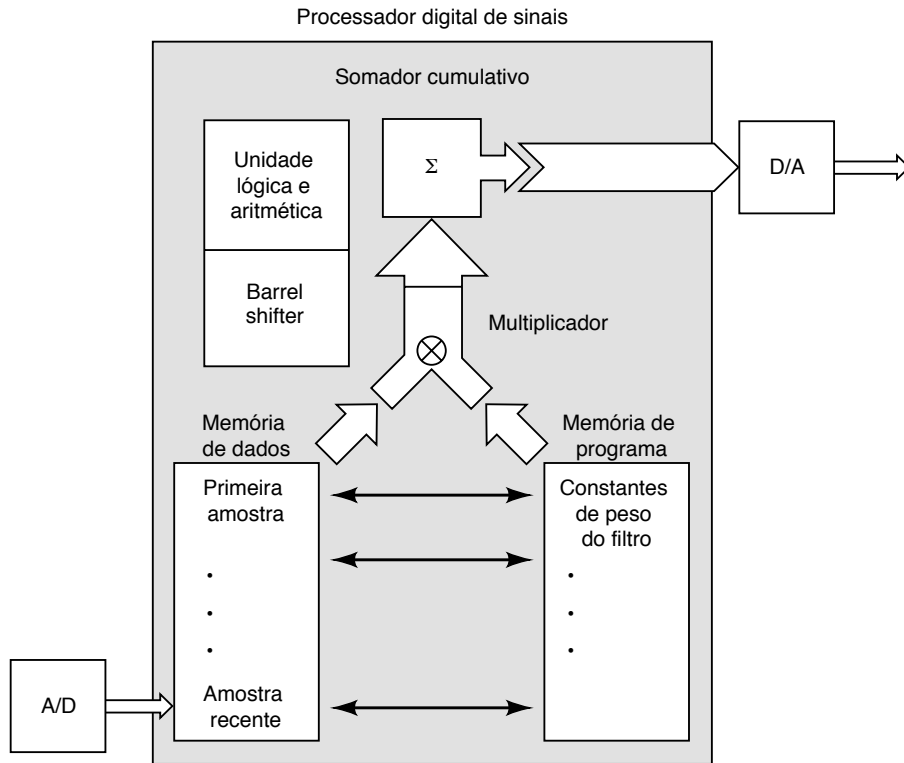 Processador digital de sinais
Somador cumulativo
Unidade
lógica e
aritmética
Σ
D/A
Barrel
shifter
Multiplicador
Memória
de dados
Memória de
programa
Primeira
amostra
Constantes
de peso
do filtro
A/D
Amostra
recente